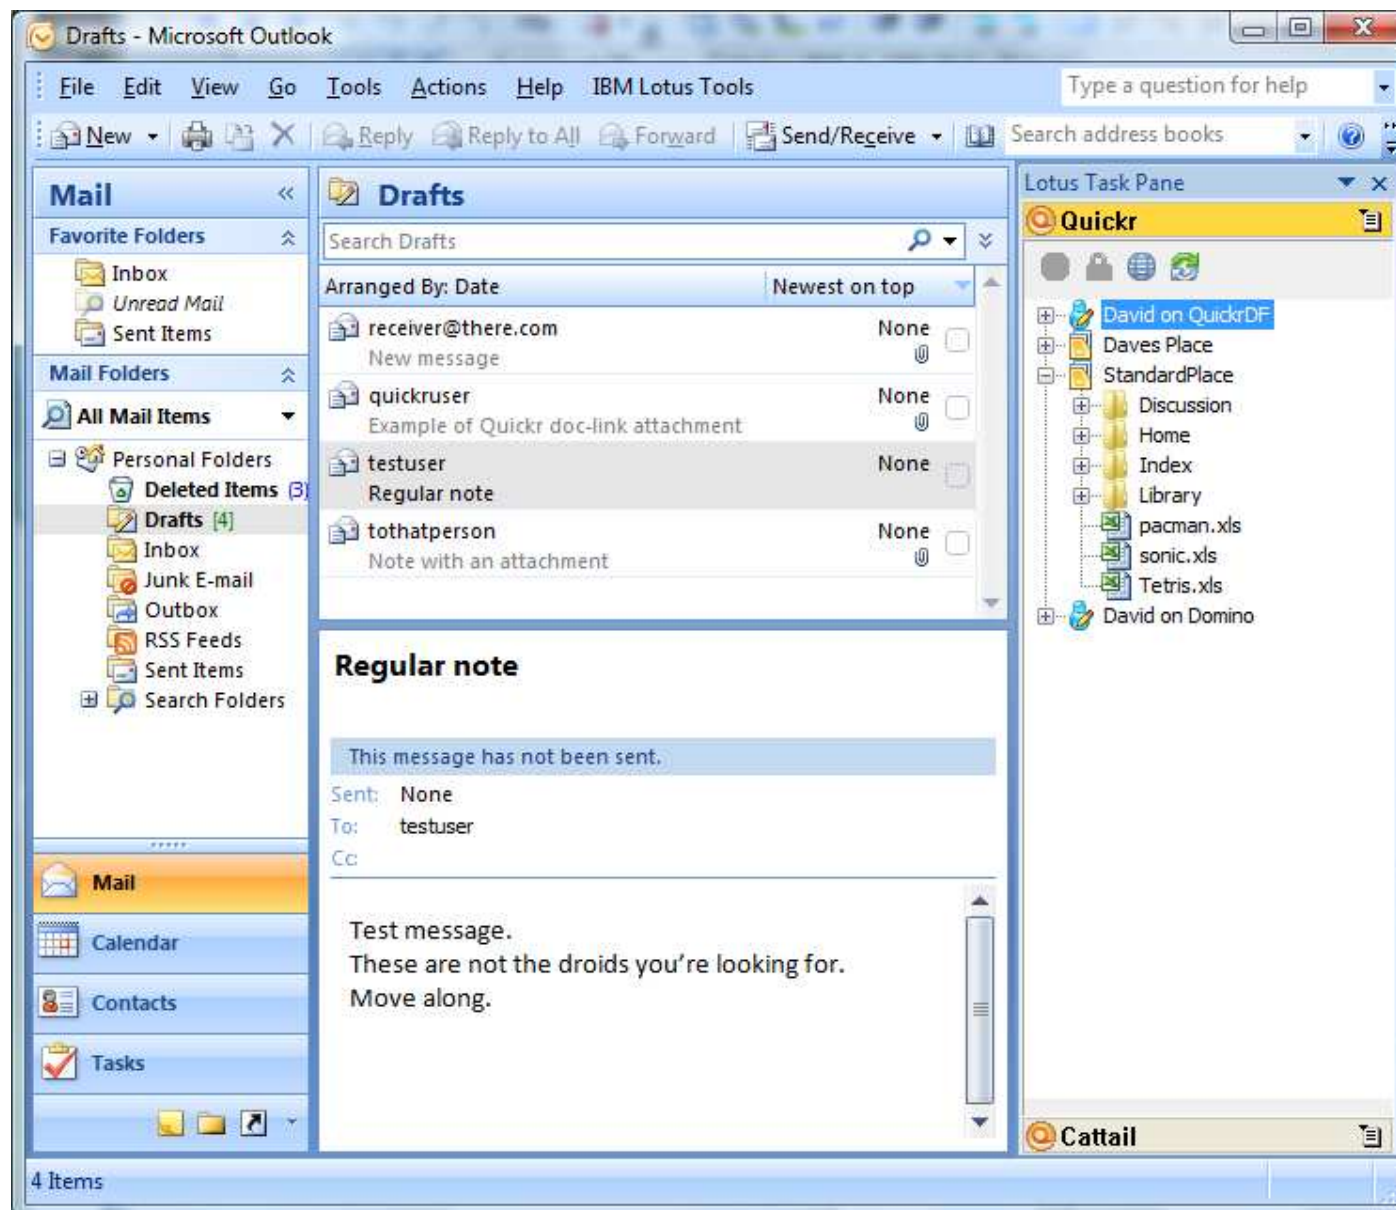 Drafts - Microsoft Outlook
File Edit View Go Tools Actions Help IBM Lotus Tools Type a question for help
New Reply Reply to All Forward Send/Receive Search address books
Mail
Favorite Folders
Inbox
Unread Mail
Sent Items
Mail Folders
All Mail Items
Personal Folders
Deleted Items (3)
Drafts [4]
Inbox
Junk E-mail
Outbox
RSS Feeds
Sent Items
Search Folders
Mail
Calendar
Contacts
Tasks
Drafts
Search Drafts
Arranged By: Date Newest on top
receiver@there.com None
New message
quickruser None
Example of Quickr doc-link attachment
testuser None
Regular note
tothatperson None
Note with an attachment
Regular note
This message has not been sent.
Sent: None
To: testuser
Cc:
Test message.
These are not the droids you're looking for.
Move along.
Lotus Task Pane
Quickr
David on QuickrDF
Daves Place
StandardPlace
Discussion
Home
Index
Library
pacman.xls
sonic.xls
Tetris.xls
David on Domino
Cattail
4 Items